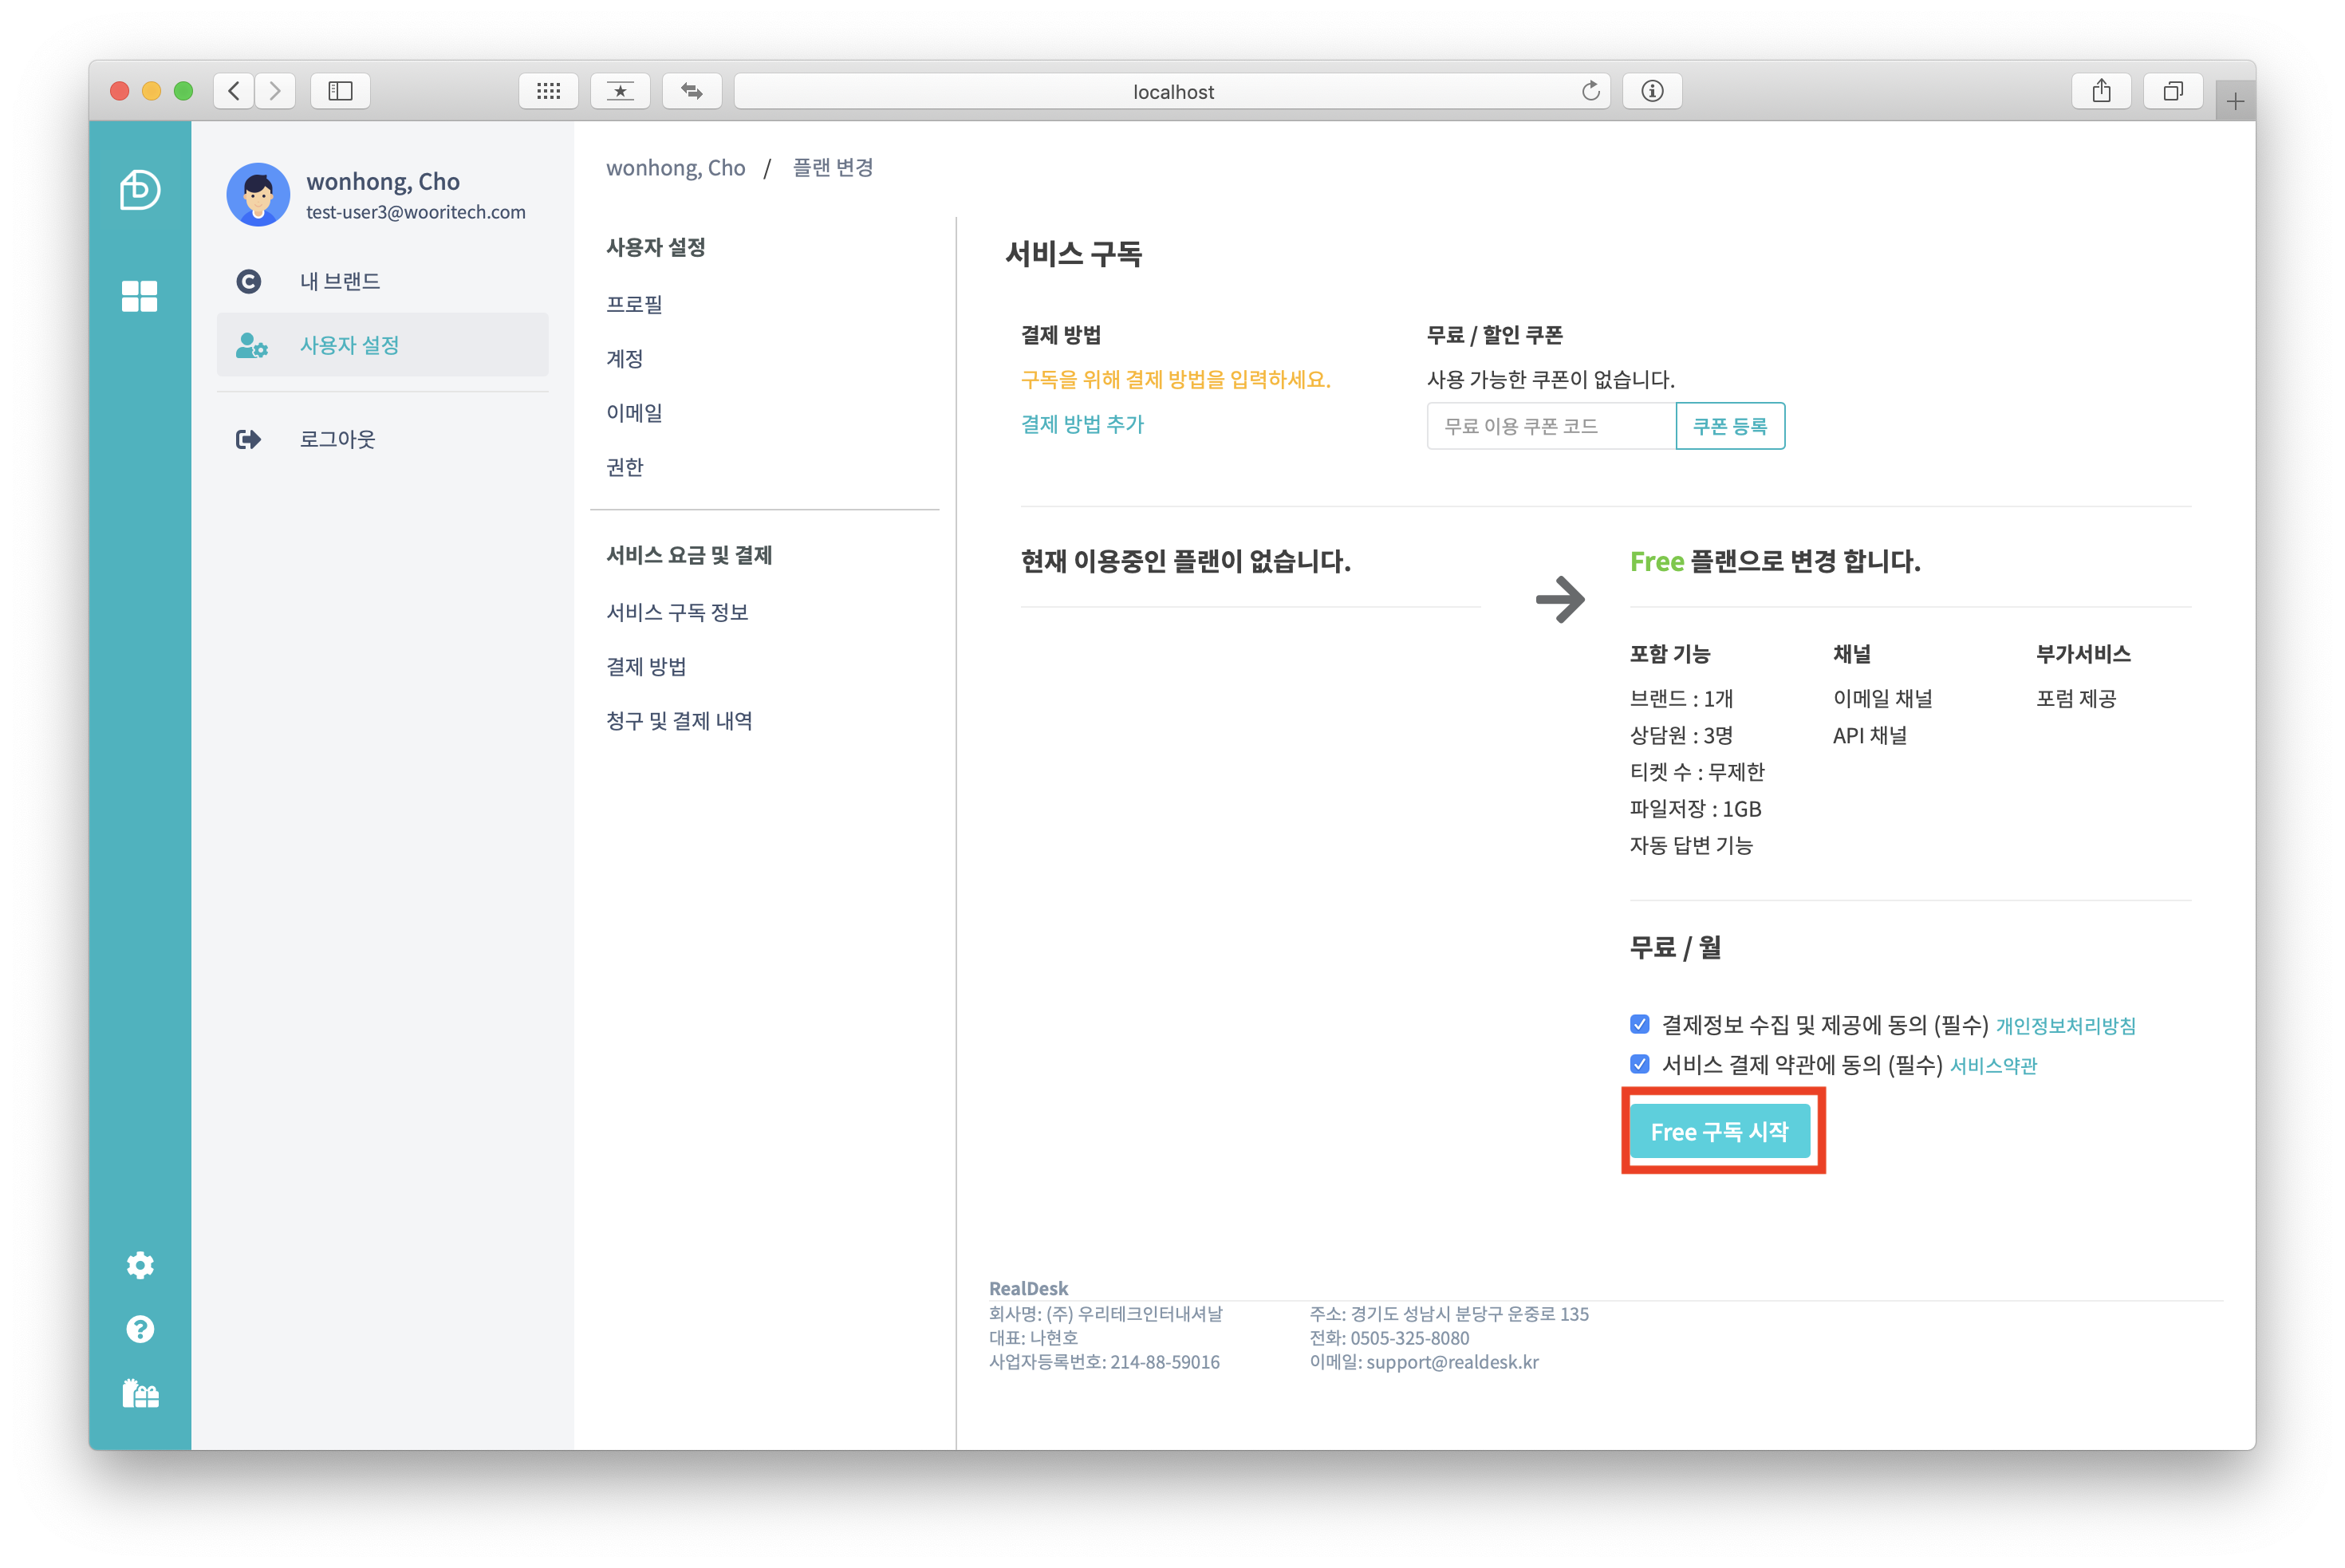 localhost
wonhong, Cho
test-user3@wooritech.com
내 브랜드
사용자 설정
로그아웃
wonhong, Cho / 플랜 변경
사용자 설정
프로필
계정
이메일
권한
서비스 요금 및 결제
서비스 구독 정보
결제 방법
청구 및 결제 내역
서비스 구독
결제 방법
구독을 위해 결제 방법을 입력하세요.
결제 방법 추가
무료 / 할인 쿠폰
사용 가능한 쿠폰이 없습니다.
무료 이용 쿠폰 코드
쿠폰 등록
현재 이용중인 플랜이 없습니다.
Free 플랜으로 변경 합니다.
포함 기능
브랜드 : 1개
상담원 : 3명
티켓 수 : 무제한
파일저장 : 1GB
자동 답변 기능
채널
이메일 채널
API 채널
부가서비스
포럼 제공
무료 / 월
결제정보 수집 및 제공에 동의 (필수) 개인정보처리방침
서비스 결제 약관에 동의 (필수) 서비스약관
Free 구독 시작
RealDesk
회사명: (주) 우리테크인터내셔날
대표: 나현호
사업자등록번호: 214-88-59016
주소: 경기도 성남시 분당구 운중로 135
전화: 0505-325-8080
이메일: support@realdesk.kr